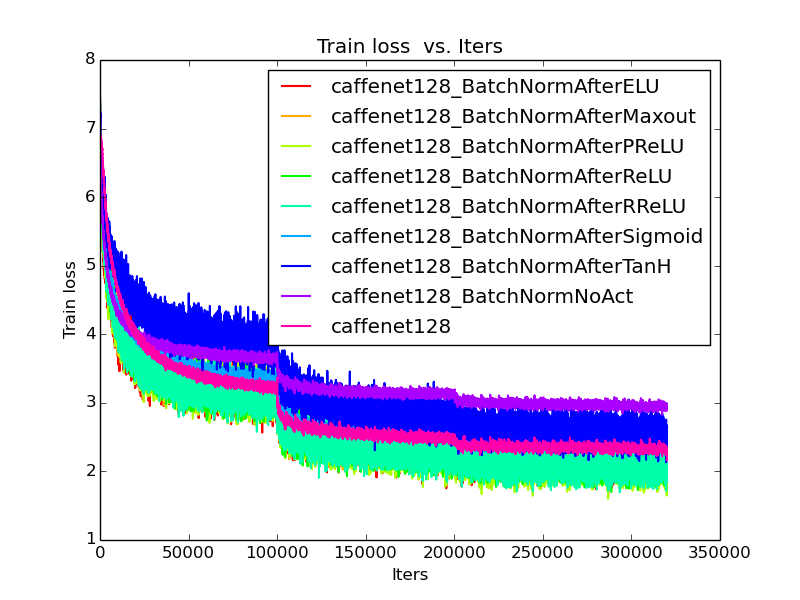 Train loss  vs. Iters
8
7
6
5
4
3
2
1
Train loss
caffenet128_BatchNormAfterELU
caffenet128_BatchNormAfterMaxout
caffenet128_BatchNormAfterPReLU
caffenet128_BatchNormAfterReLU
caffenet128_BatchNormAfterRReLU
caffenet128_BatchNormAfterSigmoid
caffenet128_BatchNormAfterTanH
caffenet128_BatchNormNoAct
caffenet128
0 50000 100000 150000 200000 250000 300000 350000
Iters